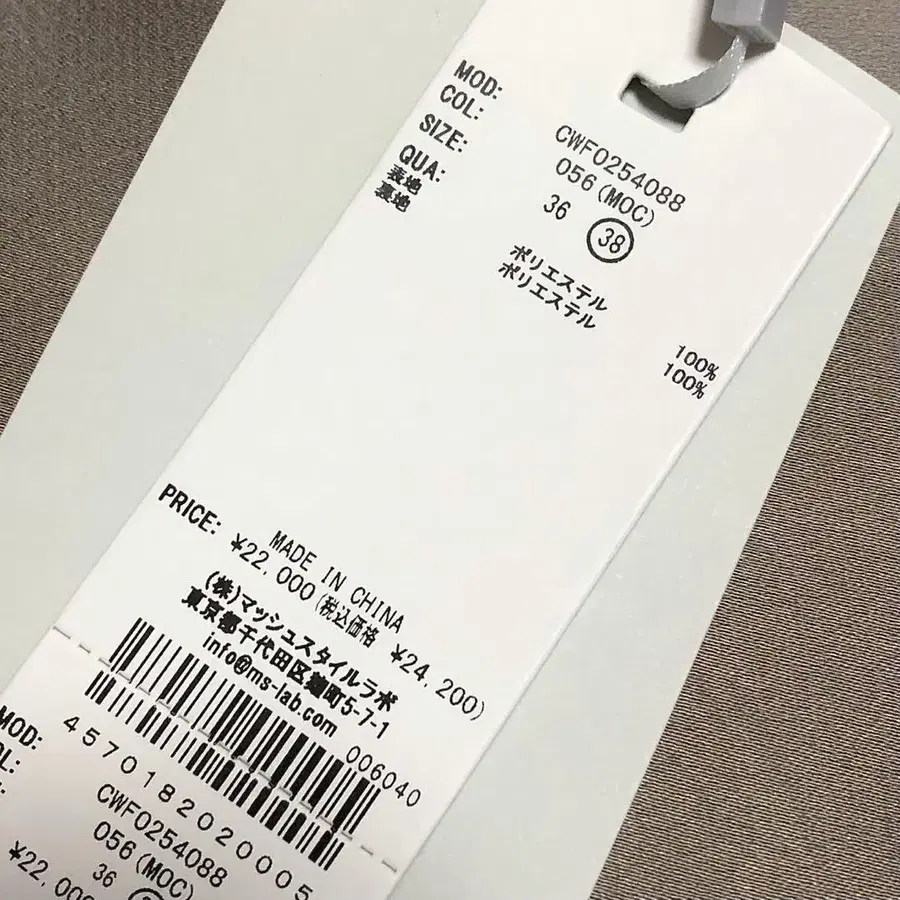 MOD: CWF0254088
COL: 056(MOC)
SIZE: 36 38
QUA:
表地 ポリエステル 100%
裏地 ポリエステル 100%
MADE IN CHINA
PRICE: ¥22,000(税込価格 ¥24,200)
(株)マッシュスタイルラボ
東京都千代田区麹町5-7-1
info@ms-lab.com
006040
4570182020005
MOD: CWF0254088
056(MOC)
36